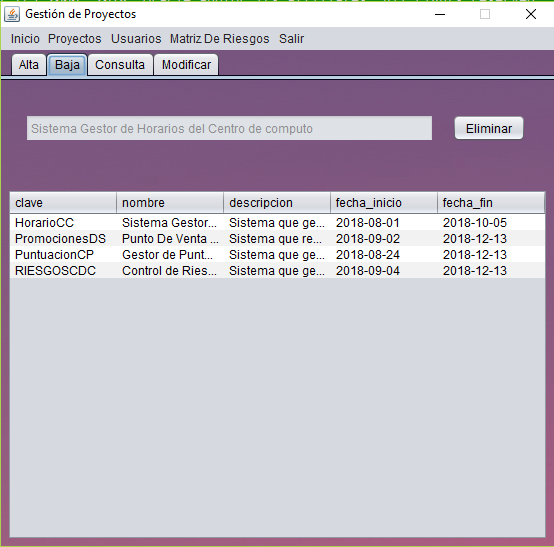 Gestión de Proyectos
Inicio Proyectos Usuarios Matriz De Riesgos Salir
Alta Baja Consulta Modificar
Sistema Gestor de Horarios del Centro de computo Eliminar
clave nombre descripcion fecha_inicio fecha_fin
HorarioCC Sistema Gestor... Sistema que ge... 2018-08-01 2018-10-05
PromocionesDS Punto De Venta ... Sistema que re... 2018-09-02 2018-12-13
PuntuacionCP Gestor de Punt... Sistema que ge... 2018-08-24 2018-12-13
RIESGOSCDC Control de Ries... Sistema que ge... 2018-09-04 2018-12-13